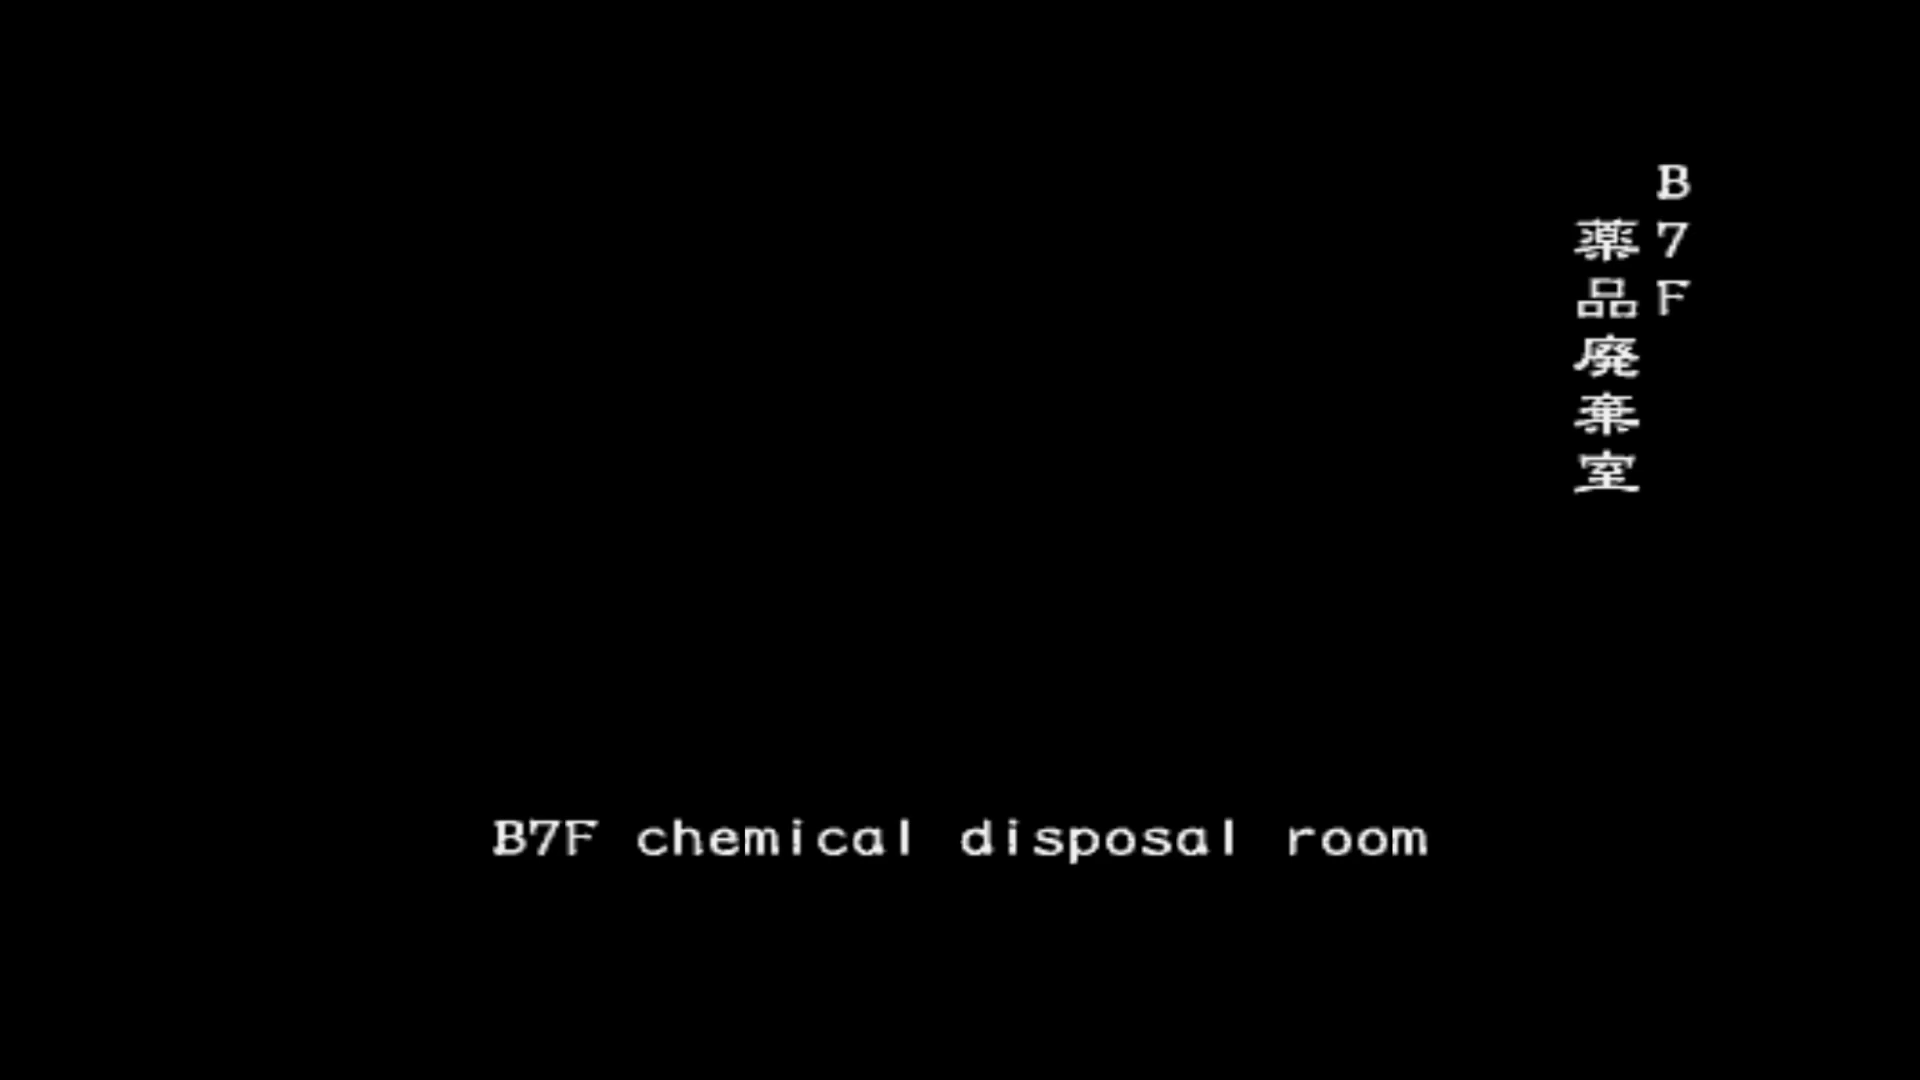 B7F
薬品廃棄室
B7F chemical disposal room